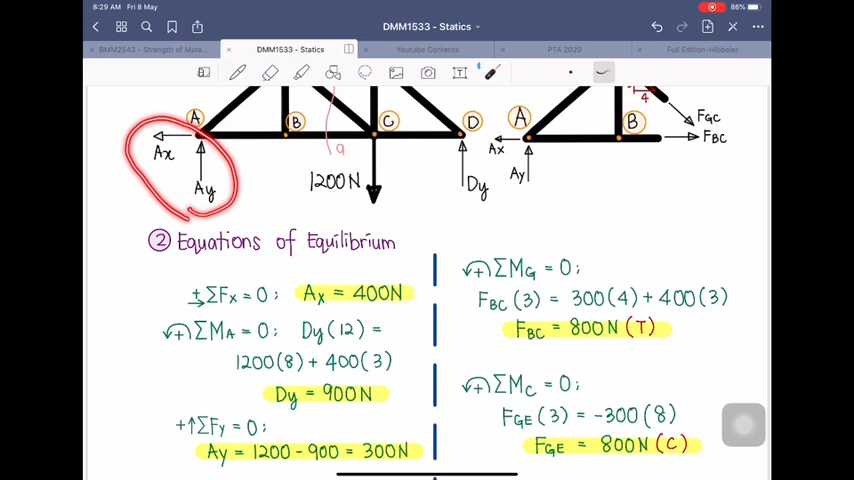 8:29 AM Fri 8 May
86%
DMM1533 - Statics
BMM2543 - Strength of Mate...
DMM1533 - Statics
Youtube Contents
PTA 2020
Full Edition-Hibbeler
A B C D
Ax
Ay
9
1200N
Dy
A B
4
FGC
FBC
Ax
Ay
② Equations of Equilibrium
+→ ΣFx = 0; Ax = 400N
↶+ ΣMA = 0; Dy(12) =
1200(8) + 400(3)
Dy = 900N
+↑ΣFy = 0;
Ay = 1200 - 900 = 300N
↶+ ΣMG = 0;
FBC(3) = 300(4) + 400(3)
FBC = 800N (T)
↶+ ΣMC = 0;
FGE(3) = -300(8)
FGE = 800N (C)